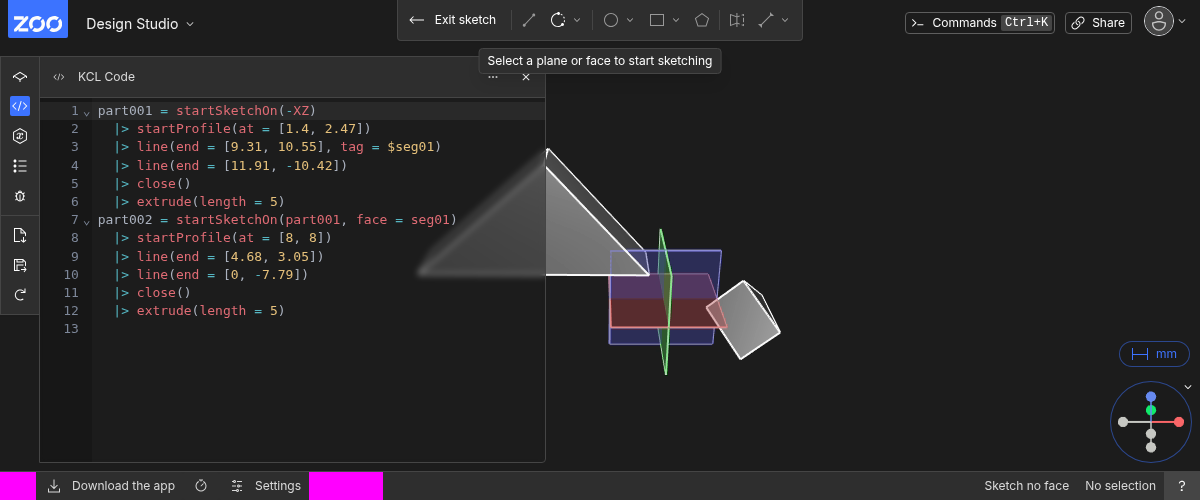 ZOO
Design Studio
Exit sketch
Commands Ctrl+K
Share
Select a plane or face to start sketching
KCL Code
1 part001 = startSketchOn(-XZ)
2 |> startProfile(at = [1.4, 2.47])
3 |> line(end = [9.31, 10.55], tag = $seg01)
4 |> line(end = [11.91, -10.42])
5 |> close()
6 |> extrude(length = 5)
7 part002 = startSketchOn(part001, face = seg01)
8 |> startProfile(at = [8, 8])
9 |> line(end = [4.68, 3.05])
10 |> line(end = [0, -7.79])
11 |> close()
12 |> extrude(length = 5)
13
mm
Download the app
Settings
Sketch no face
No selection
?